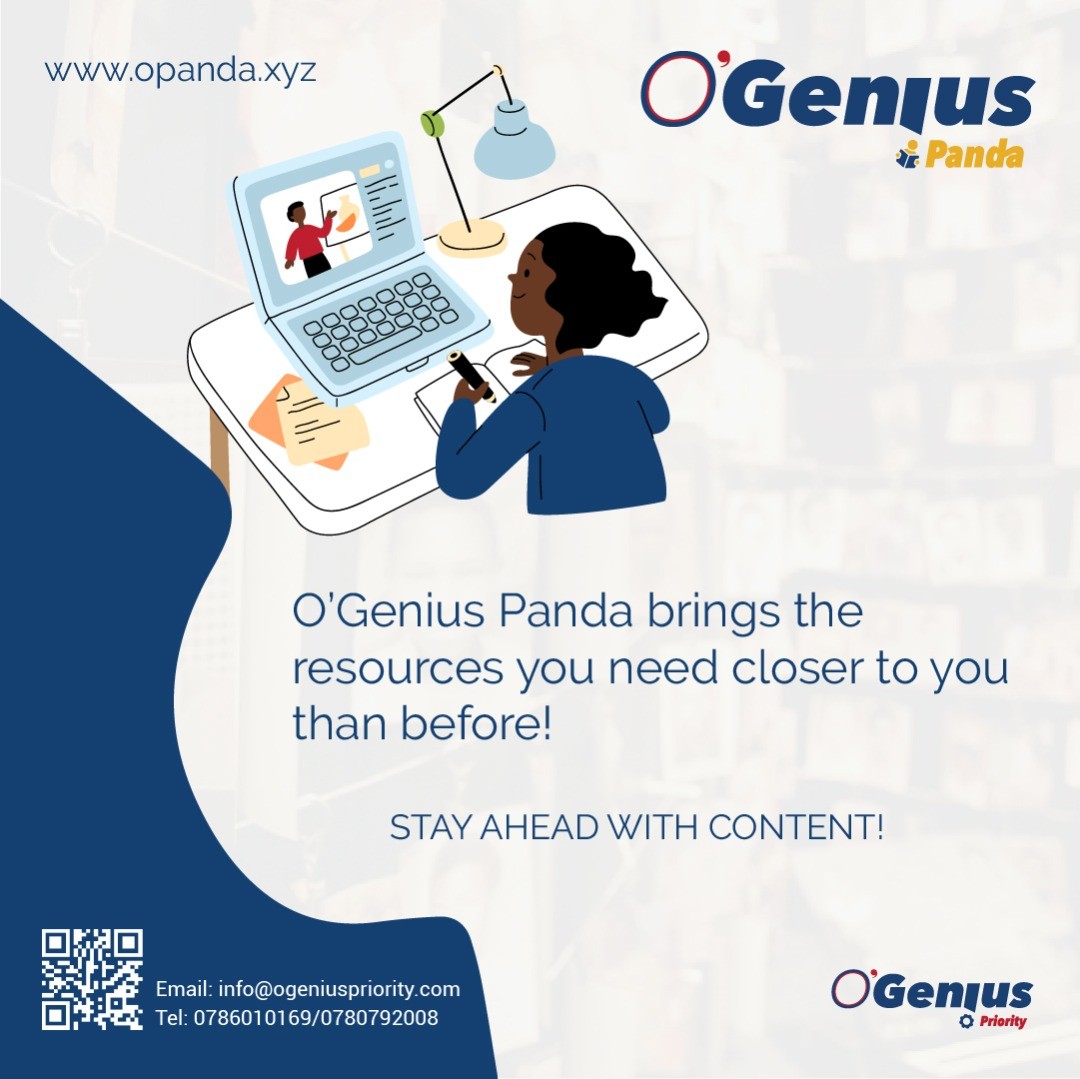 www.opanda.xyz
O'Genius
Panda
O'Genius Panda brings the
resources you need closer to you
than before!
STAY AHEAD WITH CONTENT!
Email: info@ogeniuspriority.com
Tel: 0786010169/0780792008
O'Genius
Priority